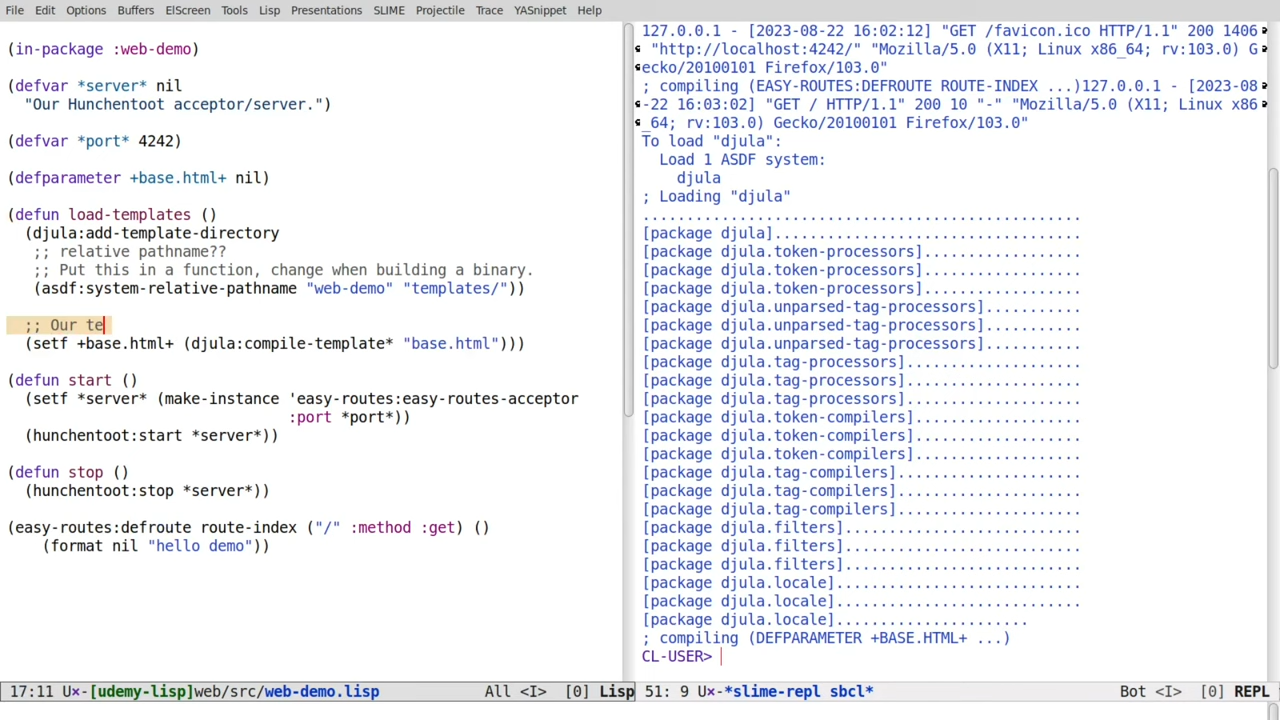 File Edit Options Buffers ElScreen Tools Lisp Presentations SLIME Projectile Trace YASnippet Help
(in-package :web-demo)
(defvar *server* nil
"Our Hunchentoot acceptor/server.")
(defvar *port* 4242)
(defparameter +base.html+ nil)
(defun load-templates ()
(djula:add-template-directory
;; relative pathname??
;; Put this in a function, change when building a binary.
(asdf:system-relative-pathname "web-demo" "templates/"))
;; Our te
(setf +base.html+ (djula:compile-template* "base.html")))
(defun start ()
(setf *server* (make-instance 'easy-routes:easy-routes-acceptor
:port *port*))
(hunchentoot:start *server*))
(defun stop ()
(hunchentoot:stop *server*))
(easy-routes:defroute route-index ("/" :method :get) ()
(format nil "hello demo"))
17:11 U×-[udemy-lisp]web/src/web-demo.lisp All <I> [0] Lisp
127.0.0.1 - [2023-08-22 16:02:12] "GET /favicon.ico HTTP/1.1" 200 1406
"http://localhost:4242/" "Mozilla/5.0 (X11; Linux x86_64; rv:103.0) G
ecko/20100101 Firefox/103.0"
; compiling (EASY-ROUTES:DEFROUTE ROUTE-INDEX ...)127.0.0.1 - [2023-08
-22 16:03:02] "GET / HTTP/1.1" 200 10 "-" "Mozilla/5.0 (X11; Linux x86
_64; rv:103.0) Gecko/20100101 Firefox/103.0"
To load "djula":
Load 1 ASDF system:
djula
; Loading "djula"
..................................................
[package djula]...................................
[package djula.token-processors]..................
[package djula.token-processors]..................
[package djula.token-processors]..................
[package djula.unparsed-tag-processors]...........
[package djula.unparsed-tag-processors]...........
[package djula.unparsed-tag-processors]...........
[package djula.tag-processors]....................
[package djula.tag-processors]....................
[package djula.tag-processors]....................
[package djula.token-compilers]...................
[package djula.token-compilers]...................
[package djula.token-compilers]...................
[package djula.tag-compilers].....................
[package djula.tag-compilers].....................
[package djula.tag-compilers].....................
[package djula.filters]...........................
[package djula.filters]...........................
[package djula.filters]...........................
[package djula.locale]............................
[package djula.locale]............................
[package djula.locale]......................
; compiling (DEFPARAMETER +BASE.HTML+ ...)
CL-USER>
51: 9 U×-*slime-repl sbcl* Bot <I> [0] REPL